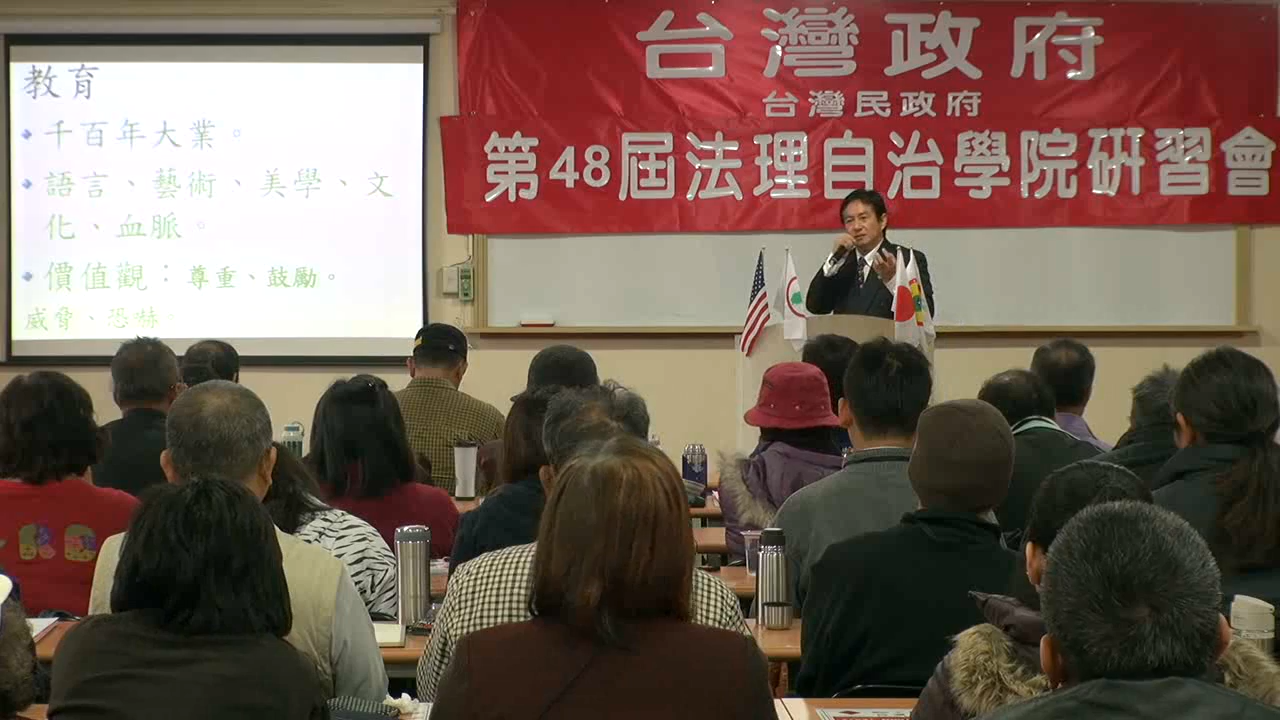 教育
千百年大業。
語言、藝術、美學、文
化、血脈。
價值觀：尊重、鼓勵。
威脅、恐赫。
台灣政府
台灣民政府
第48屆法理自治學院研習會